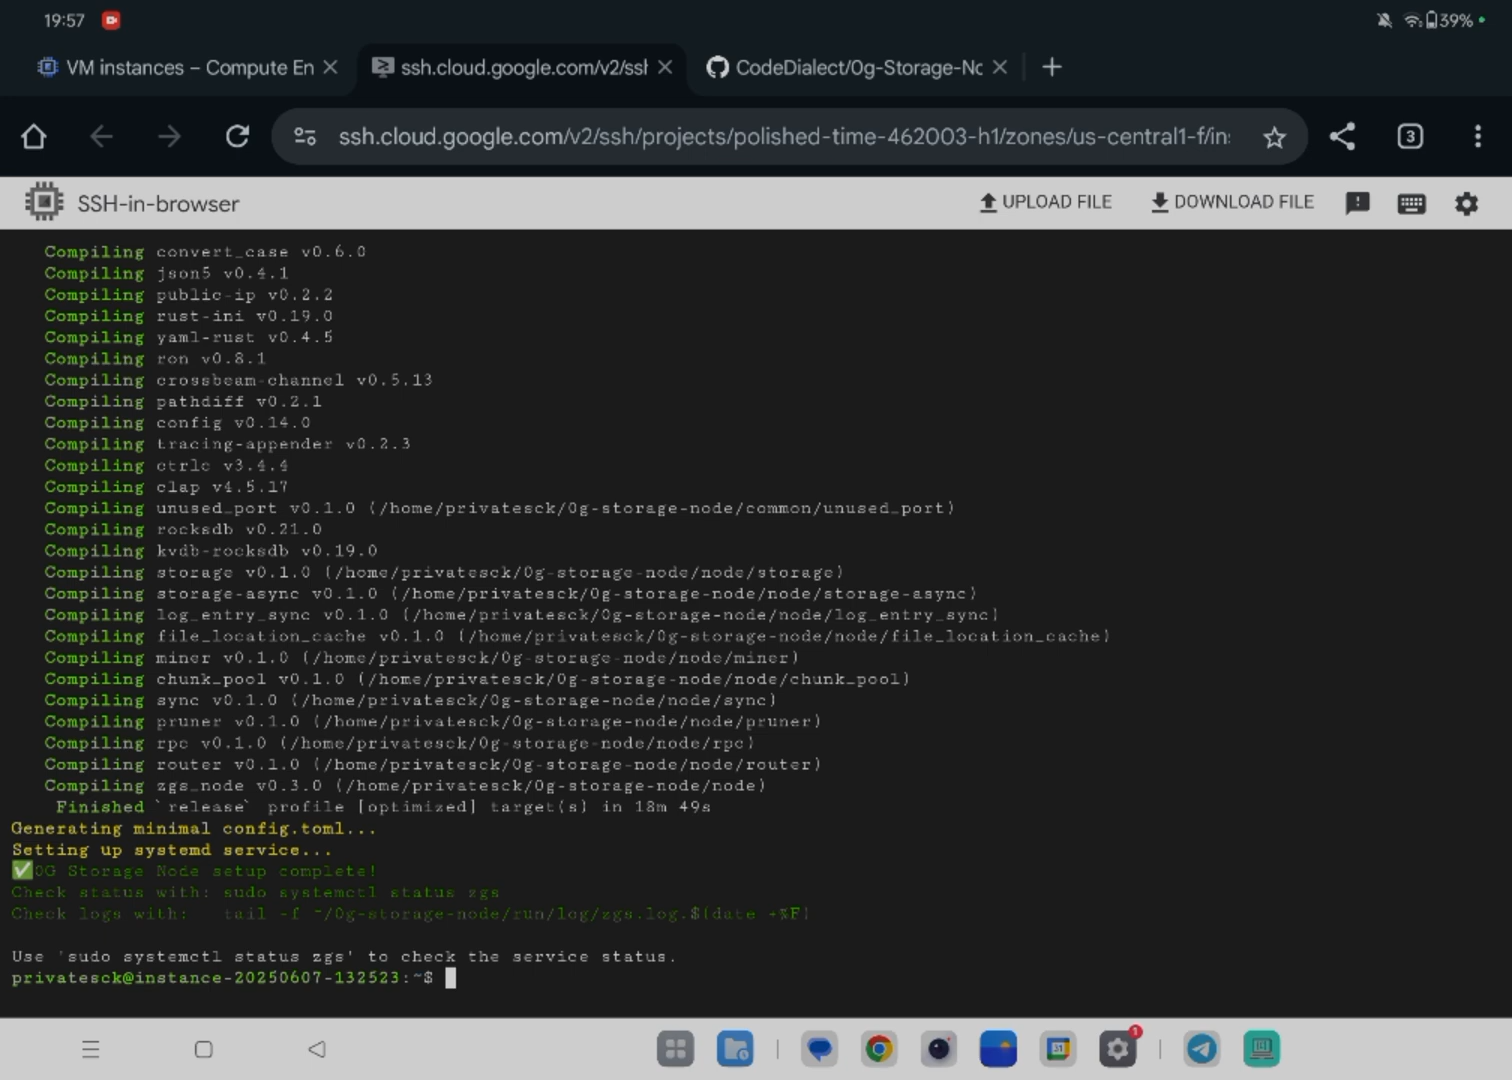 19:57
39%
VM instances – Compute En
ssh.cloud.google.com/v2/ssh
CodeDialect/0g-Storage-No
ssh.cloud.google.com/v2/ssh/projects/polished-time-462003-h1/zones/us-central1-f/in
3
SSH-in-browser
UPLOAD FILE
DOWNLOAD FILE
Compiling convert_case v0.6.0
Compiling json5 v0.4.1
Compiling public-ip v0.2.2
Compiling rust-ini v0.19.0
Compiling yaml-rust v0.4.5
Compiling ron v0.8.1
Compiling crossbeam-channel v0.5.13
Compiling pathdiff v0.2.1
Compiling config v0.14.0
Compiling tracing-appender v0.2.3
Compiling ctrlc v3.4.4
Compiling clap v4.5.17
Compiling unused_port v0.1.0 (/home/privatesck/0g-storage-node/common/unused_port)
Compiling rocksdb v0.21.0
Compiling kvdb-rocksdb v0.19.0
Compiling storage v0.1.0 (/home/privatesck/0g-storage-node/node/storage)
Compiling storage-async v0.1.0 (/home/privatesck/0g-storage-node/node/storage-async)
Compiling log_entry_sync v0.1.0 (/home/privatesck/0g-storage-node/node/log_entry_sync)
Compiling file_location_cache v0.1.0 (/home/privatesck/0g-storage-node/node/file_location_cache)
Compiling miner v0.1.0 (/home/privatesck/0g-storage-node/node/miner)
Compiling chunk_pool v0.1.0 (/home/privatesck/0g-storage-node/node/chunk_pool)
Compiling sync v0.1.0 (/home/privatesck/0g-storage-node/node/sync)
Compiling pruner v0.1.0 (/home/privatesck/0g-storage-node/node/pruner)
Compiling rpc v0.1.0 (/home/privatesck/0g-storage-node/node/rpc)
Compiling router v0.1.0 (/home/privatesck/0g-storage-node/node/router)
Compiling zgs_node v0.3.0 (/home/privatesck/0g-storage-node/node)
Finished `release` profile [optimized] target(s) in 18m 49s
Generating minimal config.toml...
Setting up systemd service...
✅0G Storage Node setup complete!
Check status with: sudo systemctl status zgs
Check logs with: tail -f ~/0g-storage-node/run/log/zgs.log.$(date +%F)
Use 'sudo systemctl status zgs' to check the service status.
privatesck@instance-20250607-132523:~$
31
1